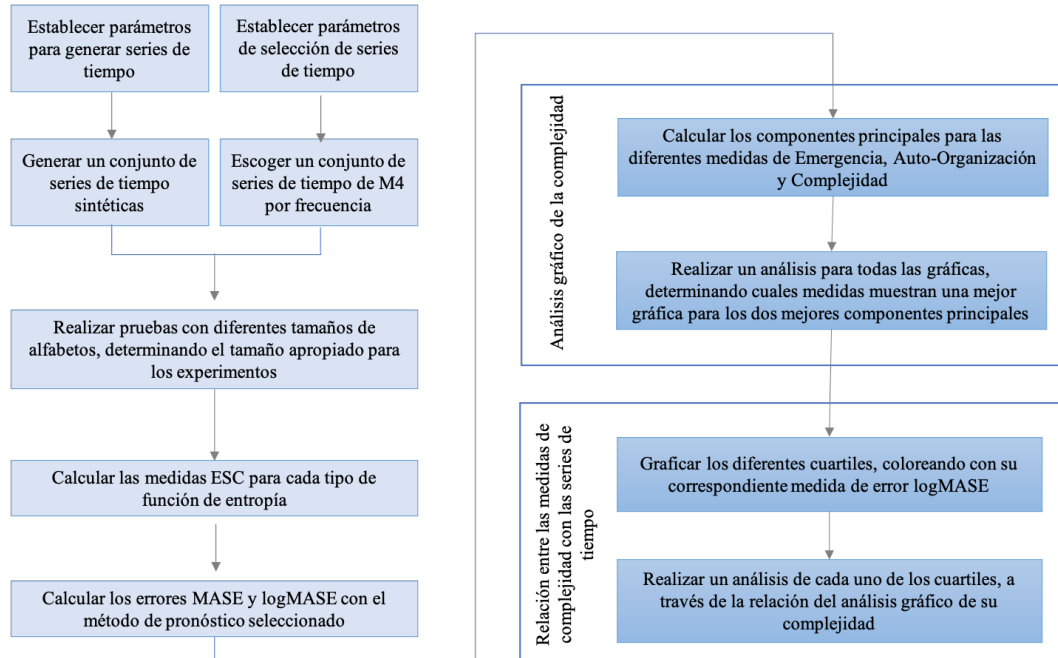 Establecer parámetros
para generar series de
tiempo
Establecer parámetros
de selección de series
de tiempo
Generar un conjunto de
series de tiempo
sintéticas
Escoger un conjunto de
series de tiempo de M4
por frecuencia
Realizar pruebas con diferentes tamaños de
alfabetos, determinando el tamaño apropiado para
los experimentos
Calcular las medidas ESC para cada tipo de
función de entropía
Calcular los errores MASE y logMASE con el
método de pronóstico seleccionado
Análisis gráfico de la complejidad
Calcular los componentes principales para las
diferentes medidas de Emergencia, Auto-Organización
y Complejidad
Realizar un análisis para todas las gráficas,
determinando cuales medidas muestran una mejor
gráfica para los dos mejores componentes principales
Relación entre las medidas de
complejidad con las series de
tiempo
Graficar los diferentes cuartiles, coloreando con su
correspondiente medida de error logMASE
Realizar un análisis de cada uno de los cuartiles, a
través de la relación del análisis gráfico de su
complejidad